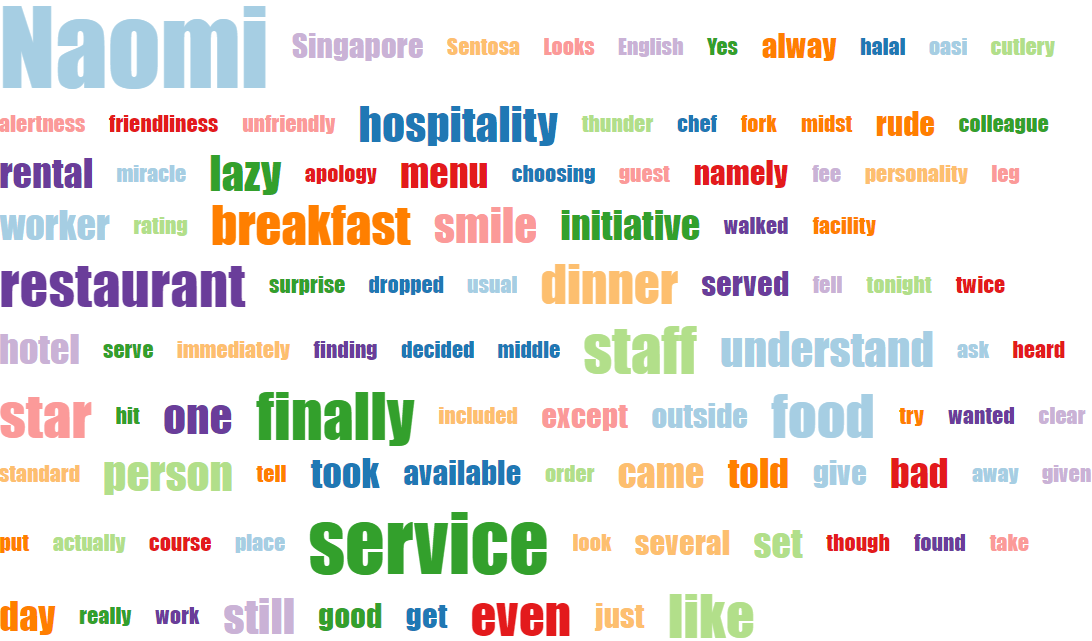 Naomi Singapore Sentosa Looks English Yes alway halal oasi cutlery
alertness friendliness unfriendly hospitality thunder chef fork midst rude colleague
rental miracle lazy apology menu choosing guest namely fee personality leg
worker rating breakfast smile initiative walked facility
restaurant surprise dropped usual dinner served fell tonight twice
hotel serve immediately finding decided middle staff understand ask heard
star hit one finally included except outside food try wanted clear
standard person tell took available order came told give bad away given
put actually course place service look several set though found take
day really work still good get even just like